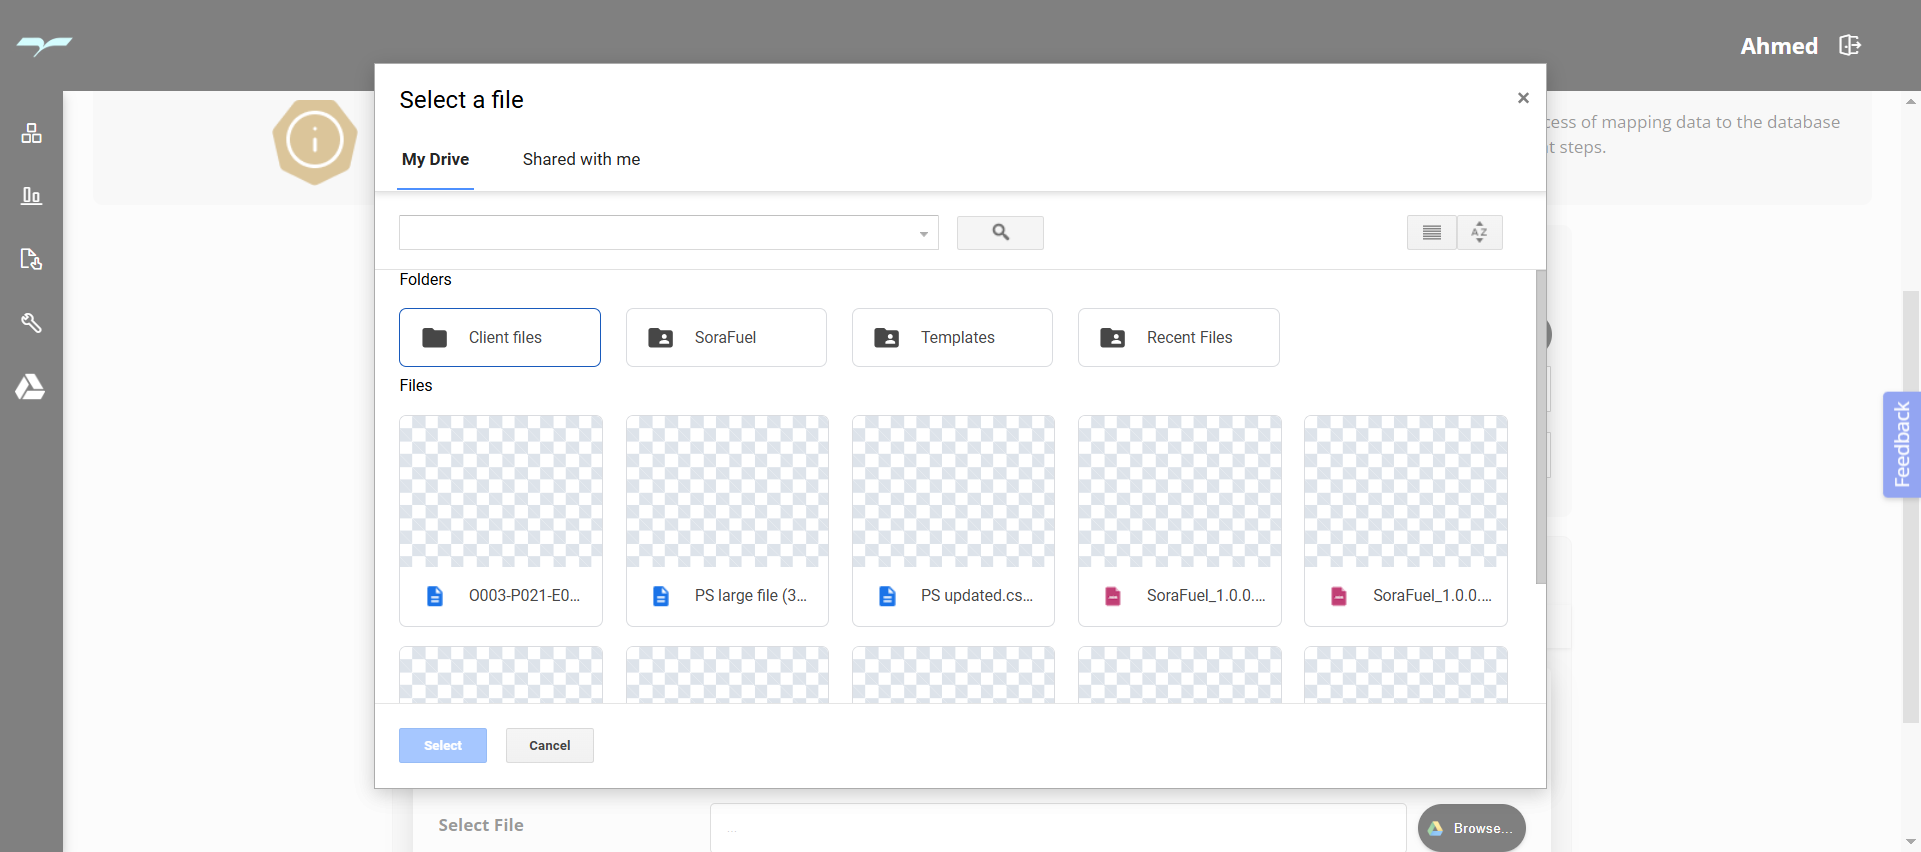 Ahmed
cess of mapping data to the database
t steps.
Select a file
My Drive
Shared with me
Folders
Client files
SoraFuel
Templates
Recent Files
Files
O003-P021-E0...
PS large file (3...
PS updated.cs...
SoraFuel_1.0.0....
SoraFuel_1.0.0....
Select
Cancel
Select File
...
Browse...
Feedback
AZ